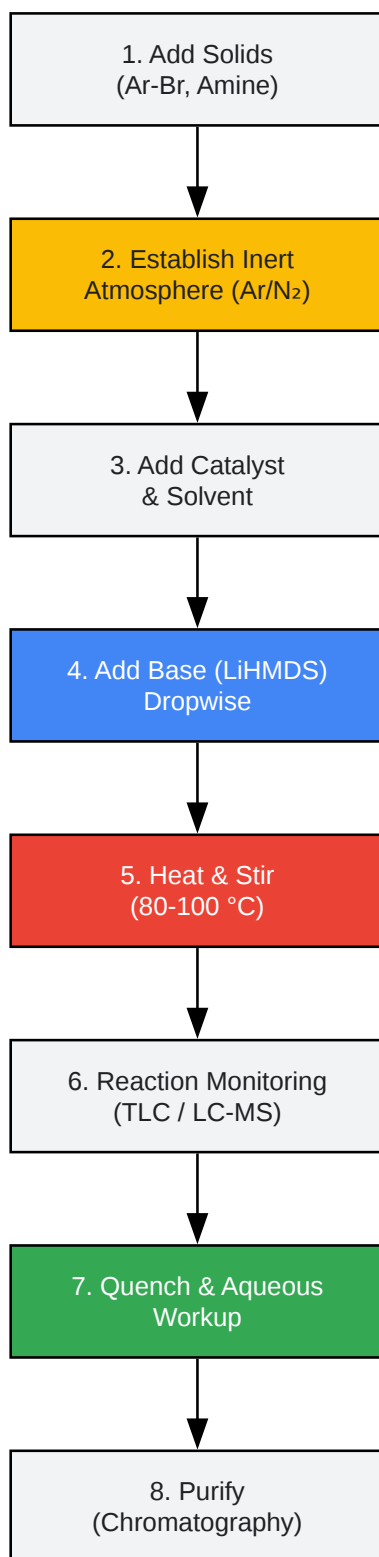 1. Add Solids
(Ar-Br, Amine)
2. Establish Inert
Atmosphere (Ar/N₂)
3. Add Catalyst
& Solvent
4. Add Base (LiHMDS)
Dropwise
5. Heat & Stir
(80-100 °C)
6. Reaction Monitoring
(TLC / LC-MS)
7. Quench & Aqueous
Workup
8. Purify
(Chromatography)